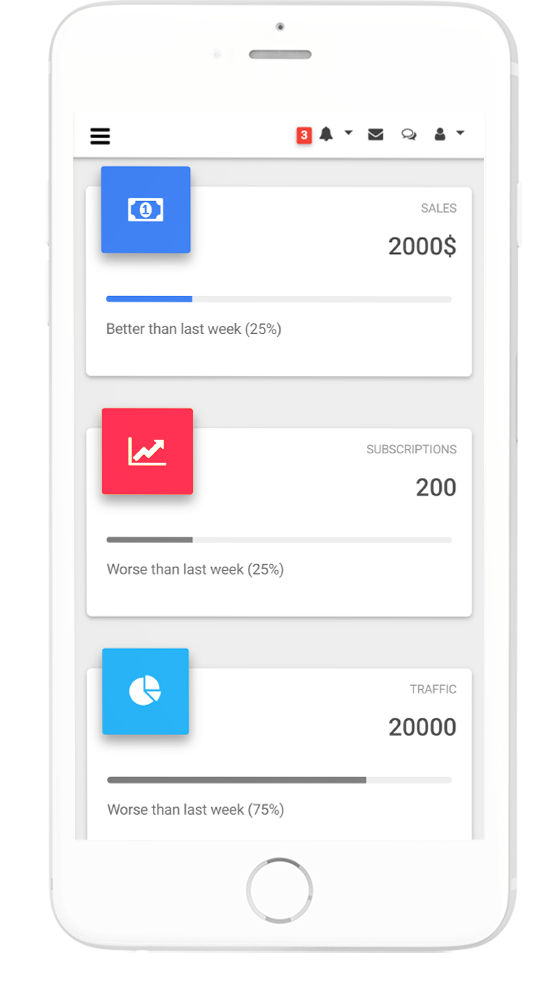 3
SALES
2000$
Better than last week (25%)
SUBSCRIPTIONS
200
Worse than last week (25%)
TRAFFIC
20000
Worse than last week (75%)